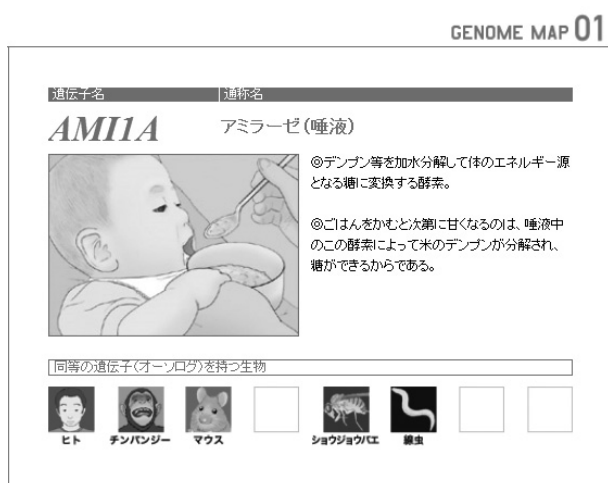 GENOME MAP 01
遺伝子名
通称名
AMI1A
アミラーゼ(唾液)
◎デンプン等を加水分解して体のエネルギー源
となる糖に変換する酵素。
◎ごはんをかむと次第に甘くなるのは、唾液中
のこの酵素によって米のデンプンが分解され、
糖ができるからである。
同等の遺伝子(オーソログ)を持つ生物
ヒト
チンパンジー
マウス
ショウジョウバエ
線虫